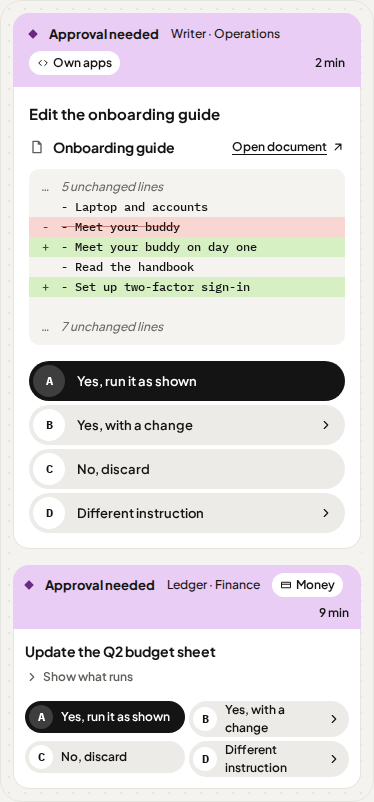 Approval needed Writer · Operations
Own apps 2 min
Edit the onboarding guide
Onboarding guide Open document
... 5 unchanged lines
- Laptop and accounts
- - Meet your buddy
+ - Meet your buddy on day one
- Read the handbook
+ - Set up two-factor sign-in
... 7 unchanged lines
A Yes, run it as shown
B Yes, with a change
C No, discard
D Different instruction
Approval needed Ledger · Finance Money
9 min
Update the Q2 budget sheet
Show what runs
A Yes, run it as shown
B Yes, with a change
C No, discard
D Different instruction